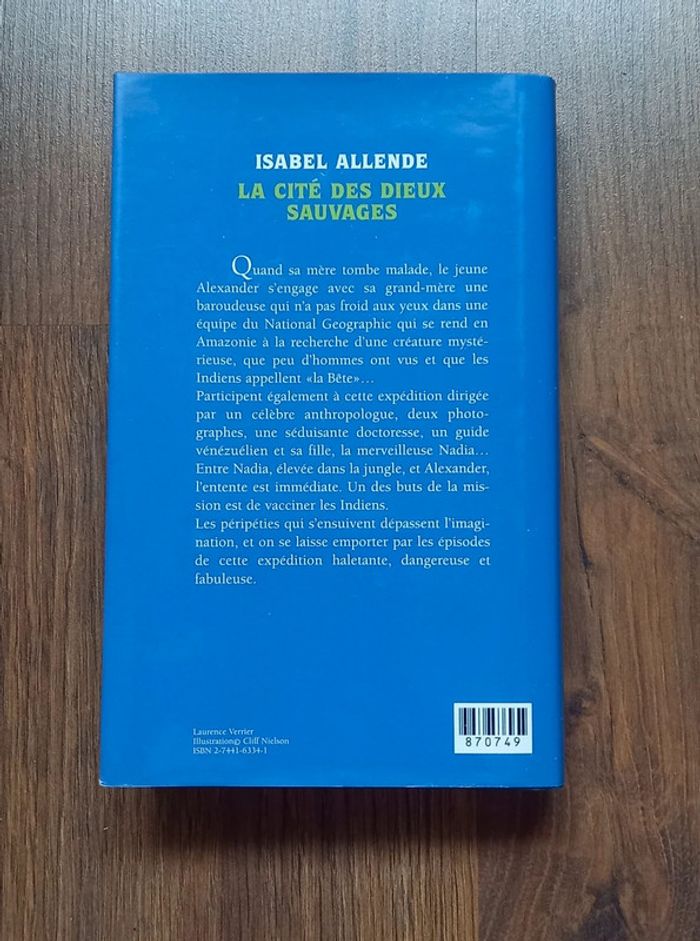 ISABEL ALLENDE
LA CITÉ DES DIEUX
SAUVAGES
Quand sa mère tombe malade, le jeune
Alexander s'engage avec sa grand-mère une
baroudeuse qui n'a pas froid aux yeux dans une
équipe du National Geographic qui se rend en
Amazonie à la recherche d'une créature mysté-
rieuse, que peu d'hommes ont vus et que les
Indiens appellent «la Bête»…
Participent également à cette expédition dirigée
par un célèbre anthropologue, deux photo-
graphes, une séduisante doctoresse, un guide
vénézuélien et sa fille, la merveilleuse Nadia…
Entre Nadia, élevée dans la jungle, et Alexander,
l'entente est immédiate. Un des buts de la mis-
sion est de vacciner les Indiens.
Les péripéties qui s'ensuivent dépassent l'imagi-
nation, et on se laisse emporter par les épisodes
de cette expédition haletante, dangereuse et
fabuleuse.
Laurence Verrier
Illustration© Cliff Nielson
ISBN 2-7441-6334-1
870749